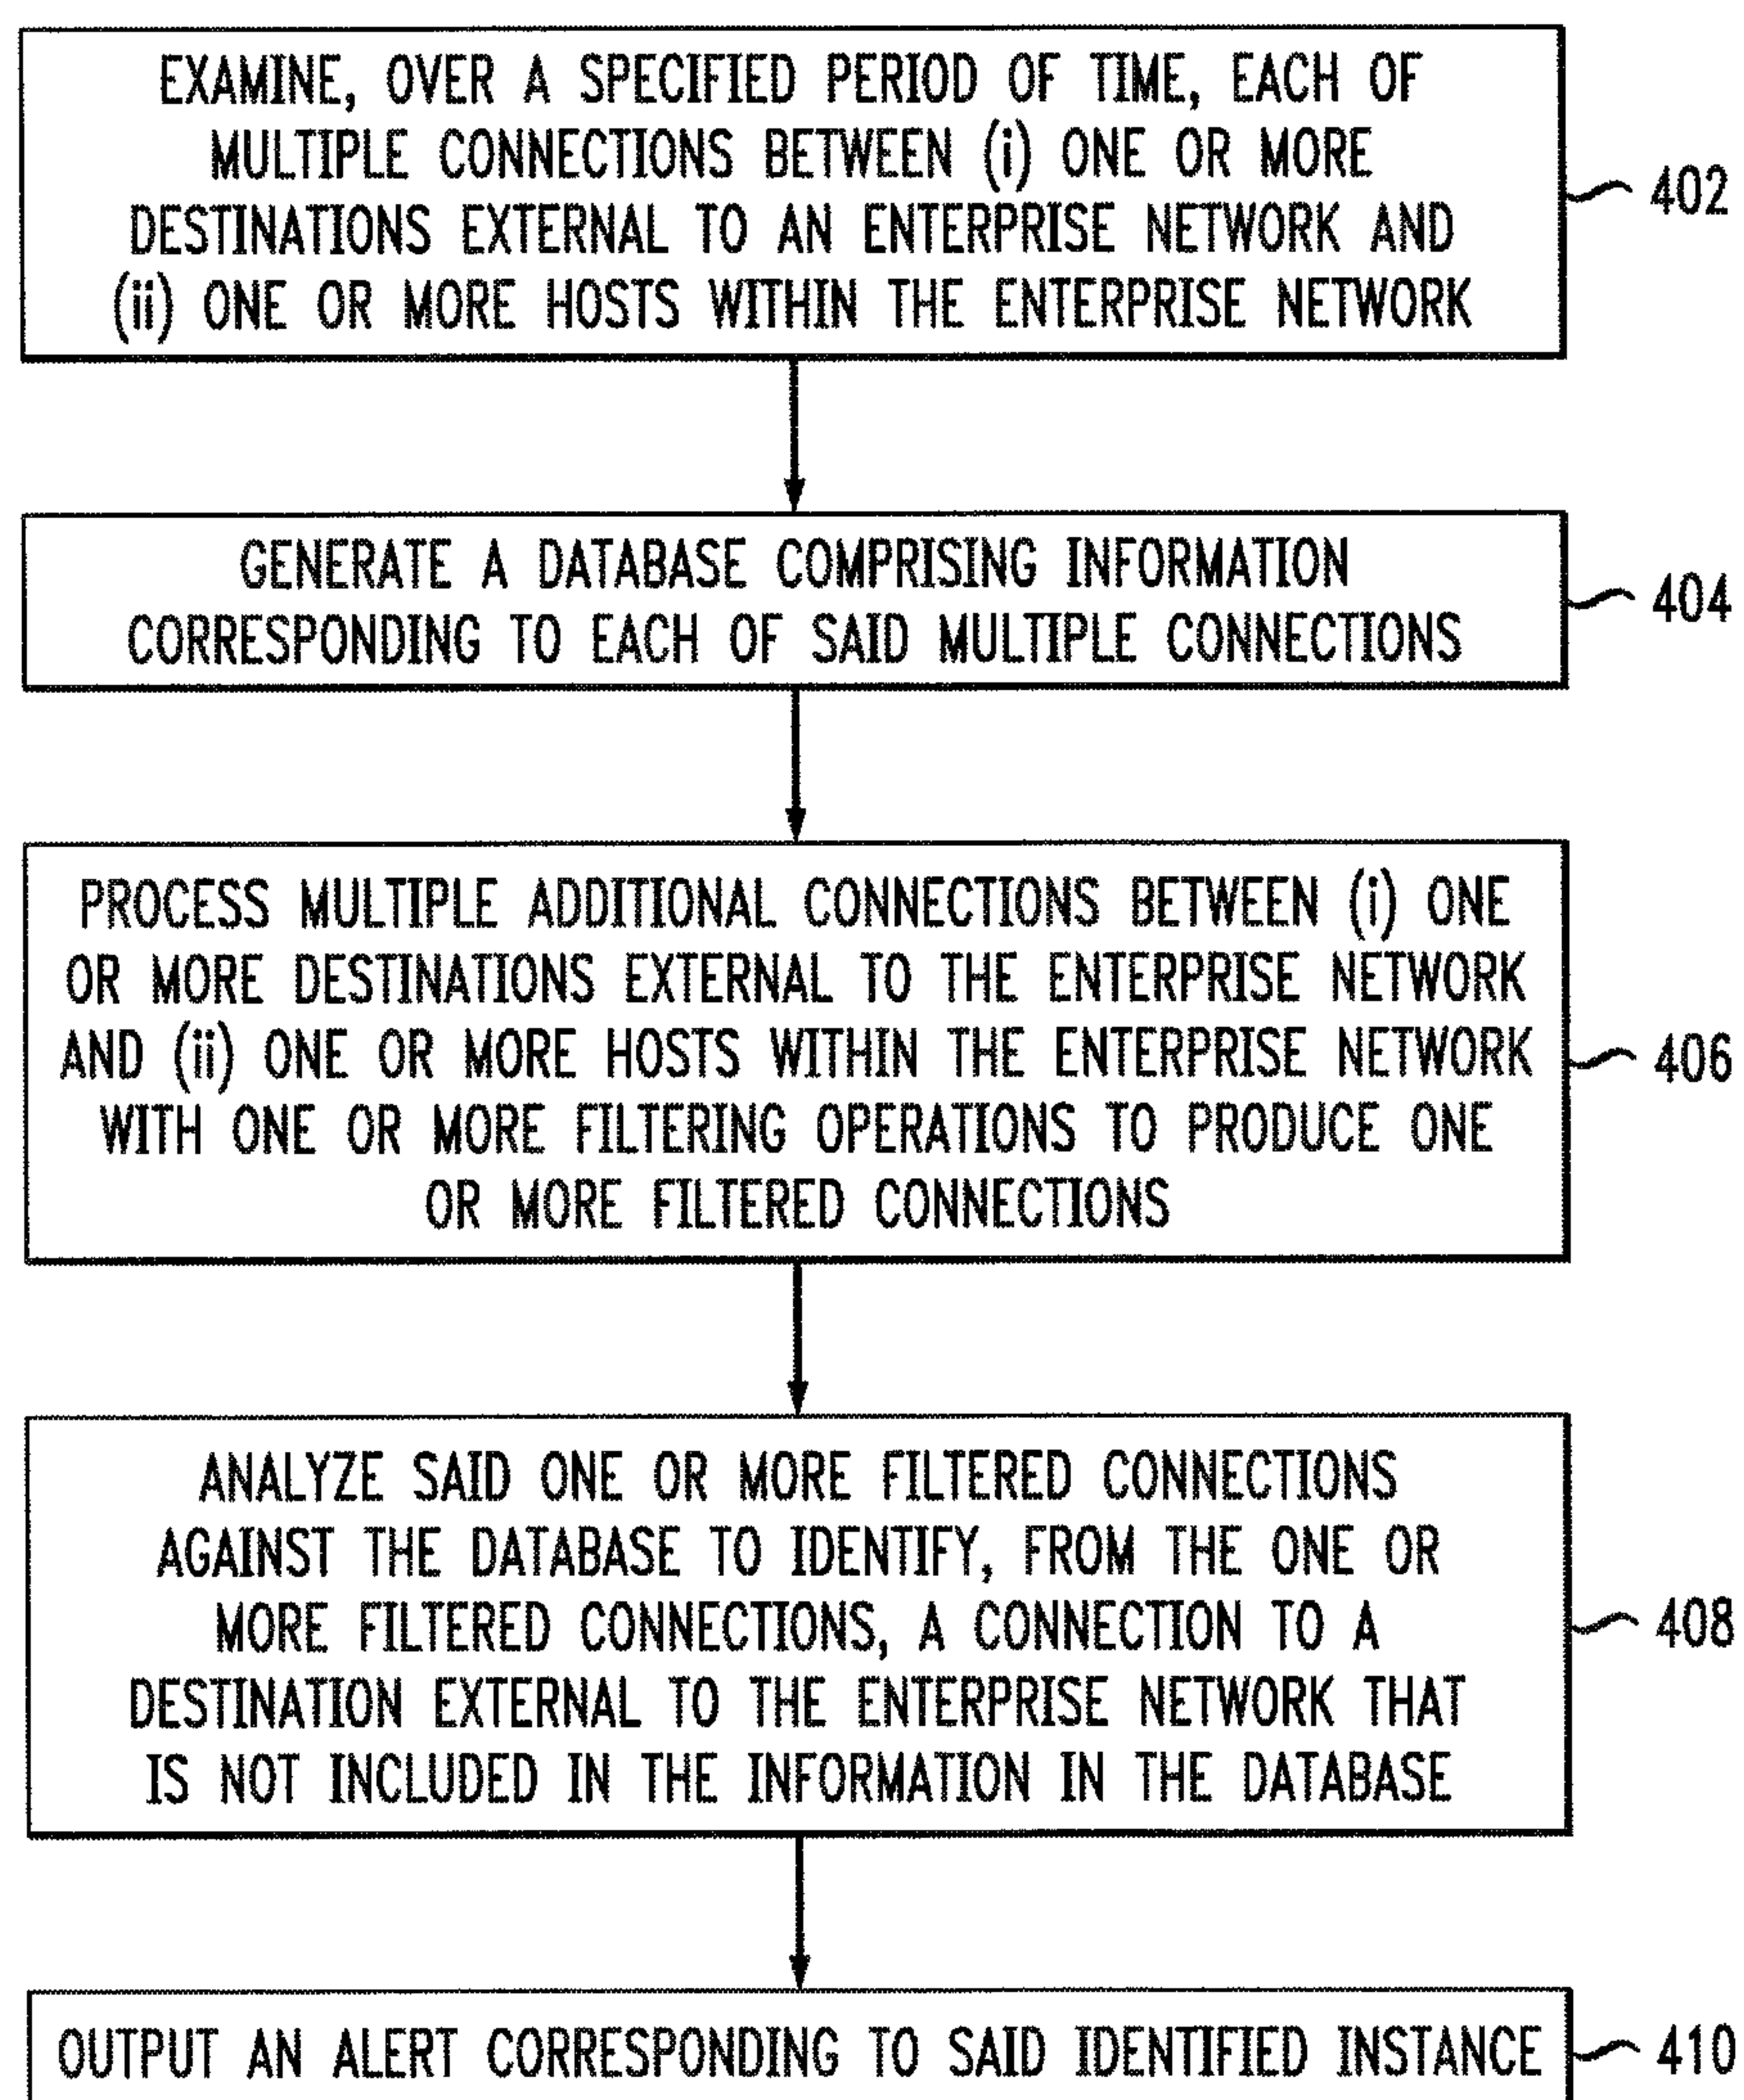 EXAMINE, OVER A SPECIFIED PERIOD OF TIME, EACH OF
MULTIPLE CONNECTIONS BETWEEN (i) ONE OR MORE
DESTINATIONS EXTERNAL TO AN ENTERPRISE NETWORK AND
(ii) ONE OR MORE HOSTS WITHIN THE ENTERPRISE NETWORK
402
GENERATE A DATABASE COMPRISING INFORMATION
CORRESPONDING TO EACH OF SAID MULTIPLE CONNECTIONS
404
PROCESS MULTIPLE ADDITIONAL CONNECTIONS BETWEEN (i) ONE
OR MORE DESTINATIONS EXTERNAL TO THE ENTERPRISE NETWORK
AND (ii) ONE OR MORE HOSTS WITHIN THE ENTERPRISE NETWORK
WITH ONE OR MORE FILTERING OPERATIONS TO PRODUCE ONE
OR MORE FILTERED CONNECTIONS
406
ANALYZE SAID ONE OR MORE FILTERED CONNECTIONS
AGAINST THE DATABASE TO IDENTIFY, FROM THE ONE OR
MORE FILTERED CONNECTIONS, A CONNECTION TO A
DESTINATION EXTERNAL TO THE ENTERPRISE NETWORK THAT
IS NOT INCLUDED IN THE INFORMATION IN THE DATABASE
408
OUTPUT AN ALERT CORRESPONDING TO SAID IDENTIFIED INSTANCE
410